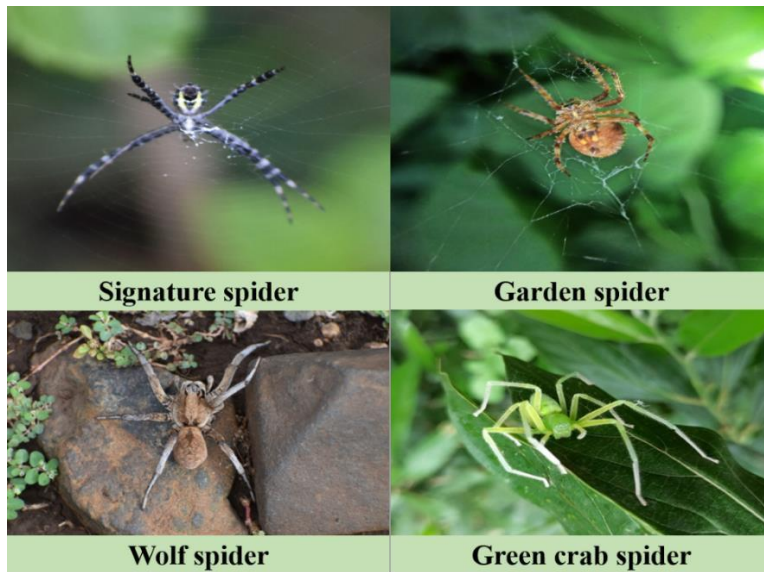 Signature spider
Garden spider
Wolf spider
Green crab spider